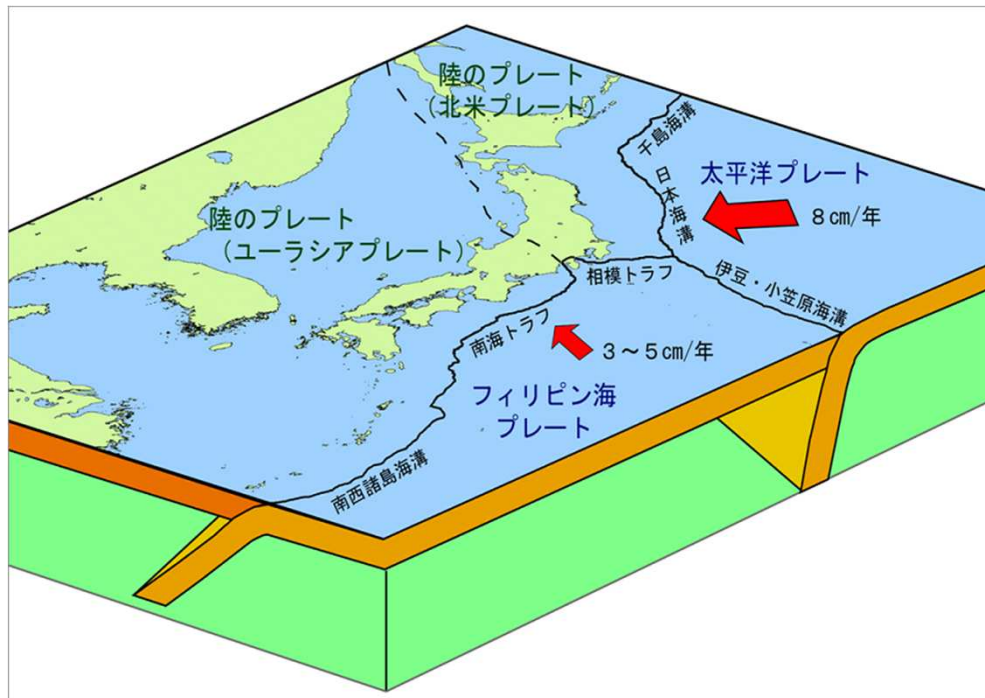 陸のプレート
(北米プレート)
千島海溝
太平洋プレート
日本海溝
8㎝/年
陸のプレート
(ユーラシアプレート)
相模トラフ
伊豆・小笠原海溝
南海トラフ
3~5㎝/年
フィリピン海
プレート
南西諸島海溝